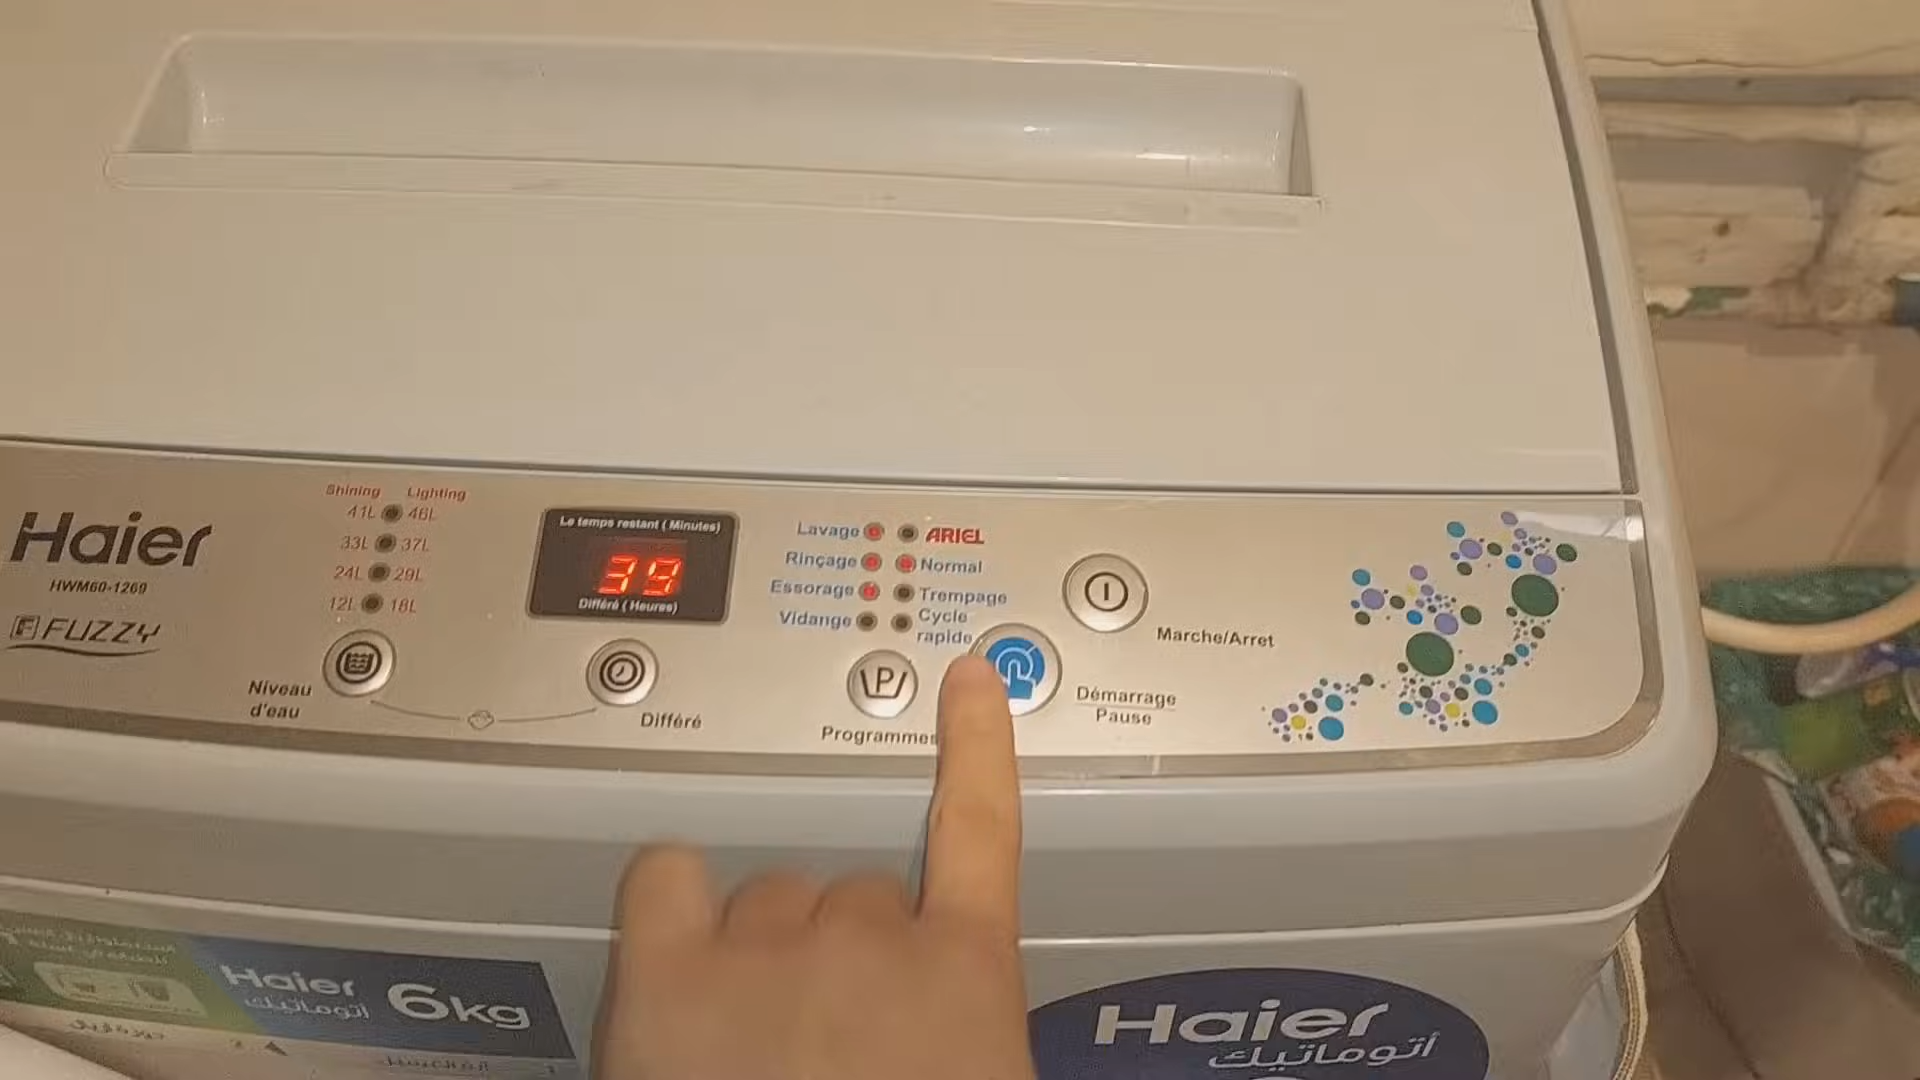 Haier
HWM60-1269
F FUZZY
Shining Lighting
41L 46L
33L 37L
24L 29L
12L 18L
Niveau
d'eau
Le temps restant ( Minutes)
39
Différé ( Heures)
Différé
Lavage ARIEL
Rinçage Normal
Essorage Trempage
Vidange Cycle
rapide
P
Programmes
Marche/Arret
Démarrage
Pause
Haier
أتوماتيك
6kg
Haier
أتوماتيك